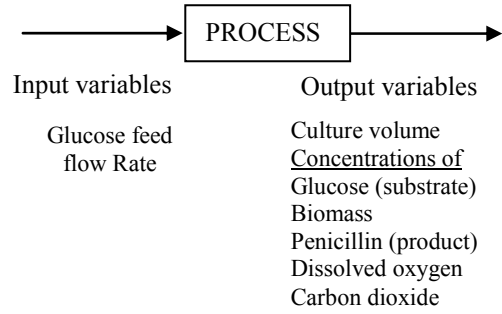 PROCESS
Input variables
Glucose feed
flow Rate
Output variables
Culture volume
Concentrations of
Glucose (substrate)
Biomass
Penicillin (product)
Dissolved oxygen
Carbon dioxide